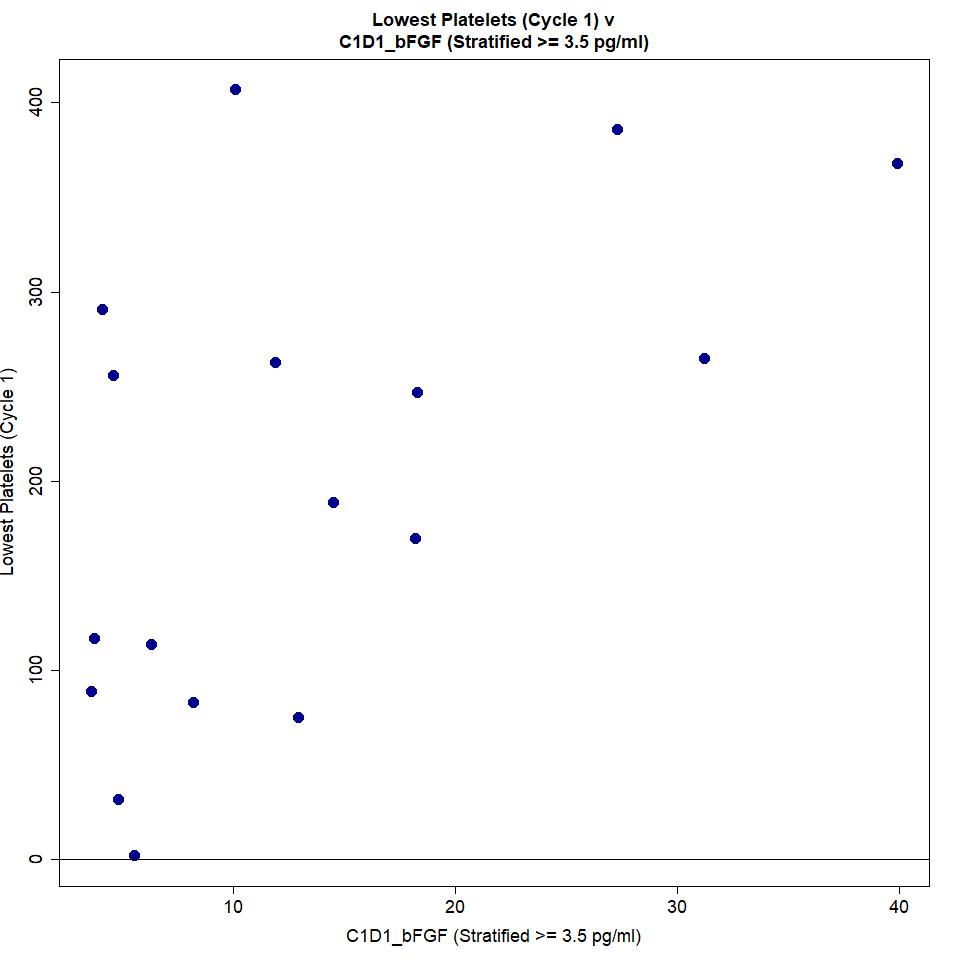 Lowest Platelets (Cycle 1) v
C1D1_bFGF (Stratified >= 3.5 pg/ml)
400
300
200
100
0
Lowest Platelets (Cycle 1)
10 20 30 40
C1D1_bFGF (Stratified >= 3.5 pg/ml)